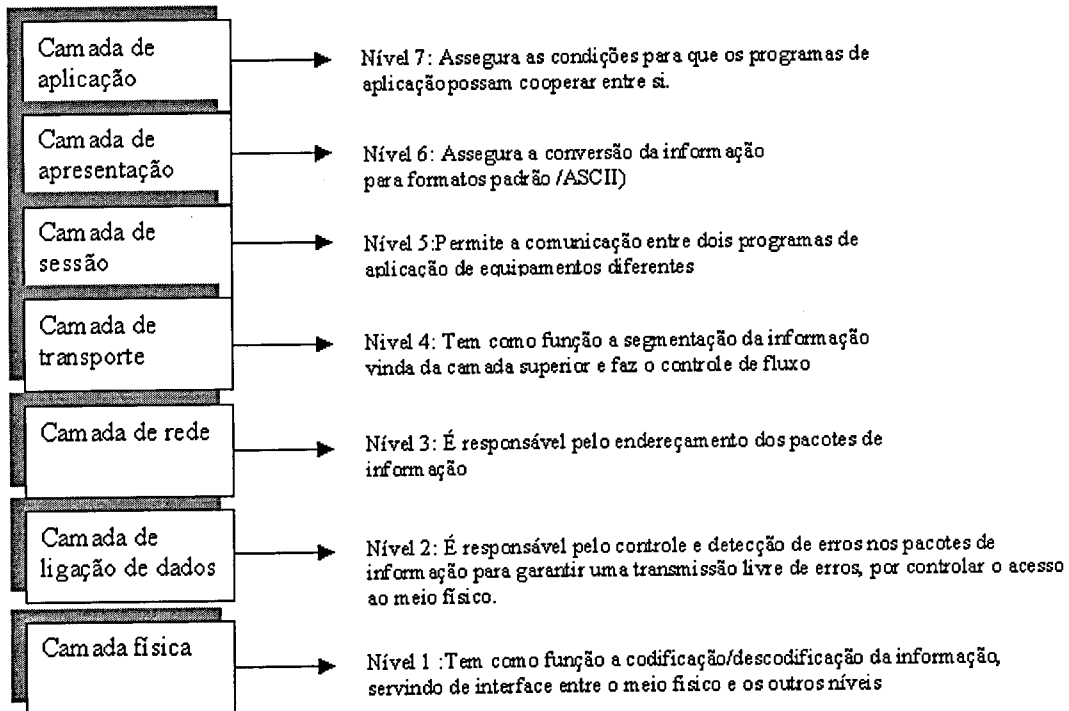 Camada de
aplicação
Nível 7: Assegura as condições para que os programas de
aplicação possam cooperar entre si.
Camada de
apresentação
Nível 6: Assegura a conversão da informação
para formatos padrão /ASCII)
Camada de
sessão
Nível 5:Permite a comunicação entre dois programas de
aplicação de equipamentos diferentes
Camada de
transporte
Nivel 4: Tem como função a segmentação da informação
vinda da camada superior e faz o controle de fluxo
Camada de rede
Nível 3: É responsável pelo endereçamento dos pacotes de
informação
Camada de
ligação de dados
Nível 2: É responsável pelo controle e detecção de erros nos pacotes de
informação para garantir uma transmissão livre de erros, por controlar o acesso
ao meio físico.
Camada física
Nível 1 :Tem como função a codificação/descodificação da informação,
servindo de interface entre o meio fisico e os outros níveis